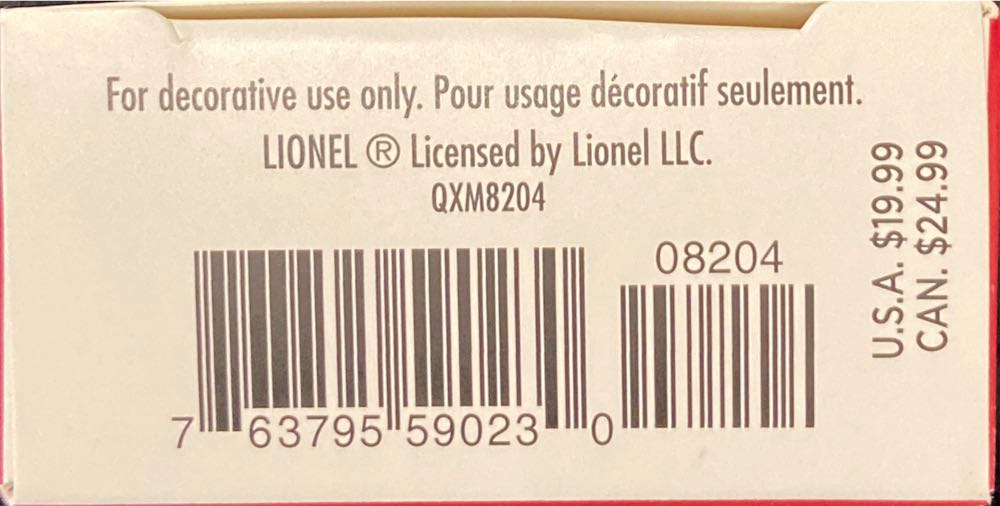 For decorative use only. Pour usage décoratif seulement.
LIONEL ® Licensed by Lionel LLC.
QXM8204
08204
7 63795 59023 0
U.S.A. $19.99
CAN. $24.99